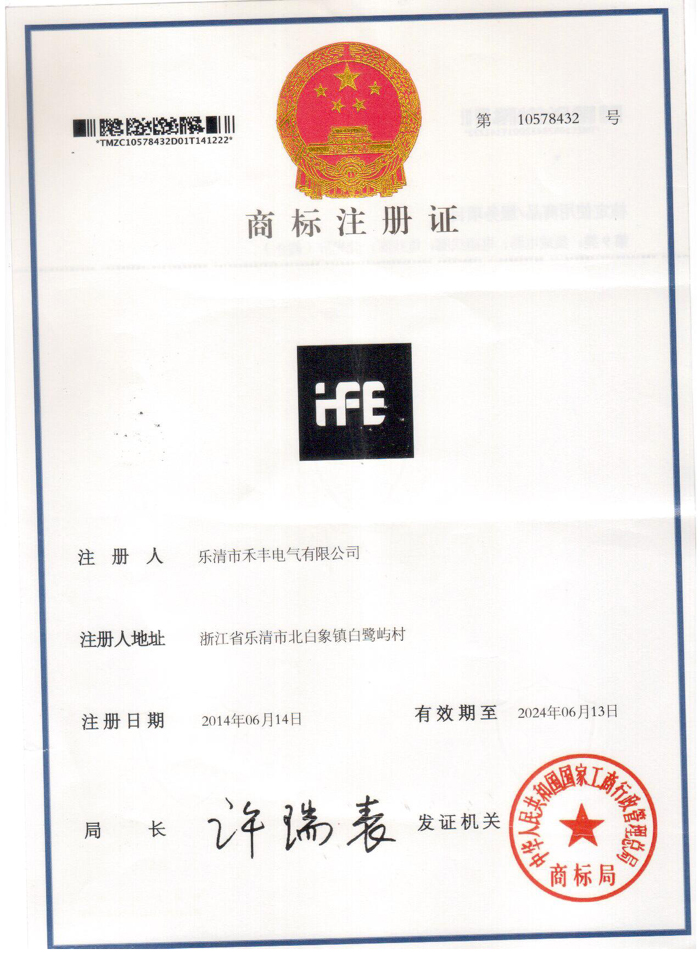 *TMZC10578432D01T141222*
第 10578432 号
商标注册证
HFE
注册人 乐清市禾丰电气有限公司
注册人地址 浙江省乐清市北白象镇白鹭屿村
注册日期 2014年06月14日
有效期至 2024年06月13日
局长 许瑞表
发证机关
中华人民共和国国家工商行政管理总局
商标局